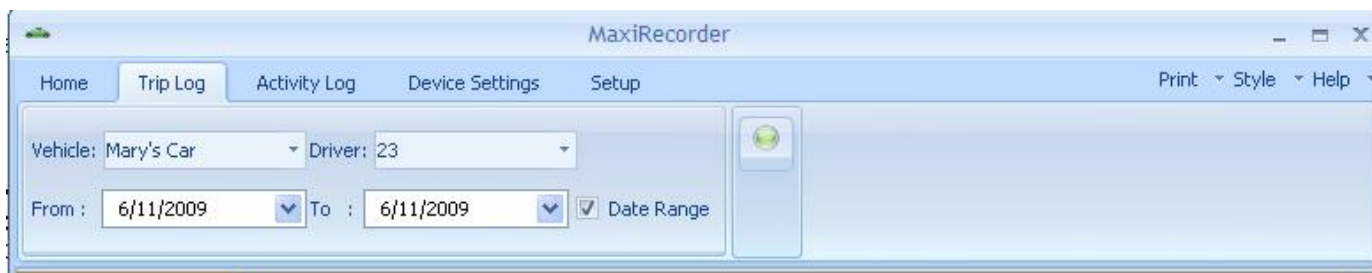 MaxiRecorder
Home Trip Log Activity Log Device Settings Setup Print Style Help
Vehicle: Mary's Car Driver: 23
From : 6/11/2009 To : 6/11/2009 Date Range